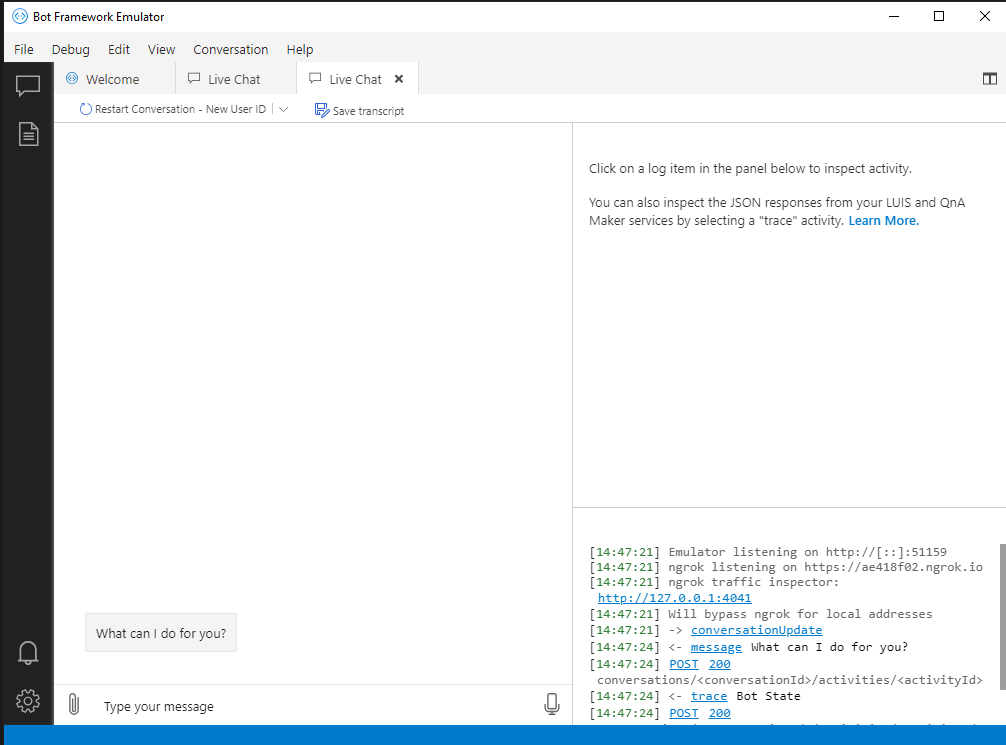 Bot Framework Emulator
File Debug Edit View Conversation Help
Welcome Live Chat Live Chat
Restart Conversation - New User ID Save transcript
Click on a log item in the panel below to inspect activity.
You can also inspect the JSON responses from your LUIS and QnA
Maker services by selecting a "trace" activity. Learn More.
What can I do for you?
Type your message
[14:47:21] Emulator listening on http://[::]:51159
[14:47:21] ngrok listening on https://ae418f02.ngrok.io
[14:47:21] ngrok traffic inspector:
http://127.0.0.1:4041
[14:47:21] Will bypass ngrok for local addresses
[14:47:21] -> conversationUpdate
[14:47:24] <- message What can I do for you?
[14:47:24] POST 200
conversations/<conversationId>/activities/<activityId>
[14:47:24] <- trace Bot State
[14:47:24] POST 200